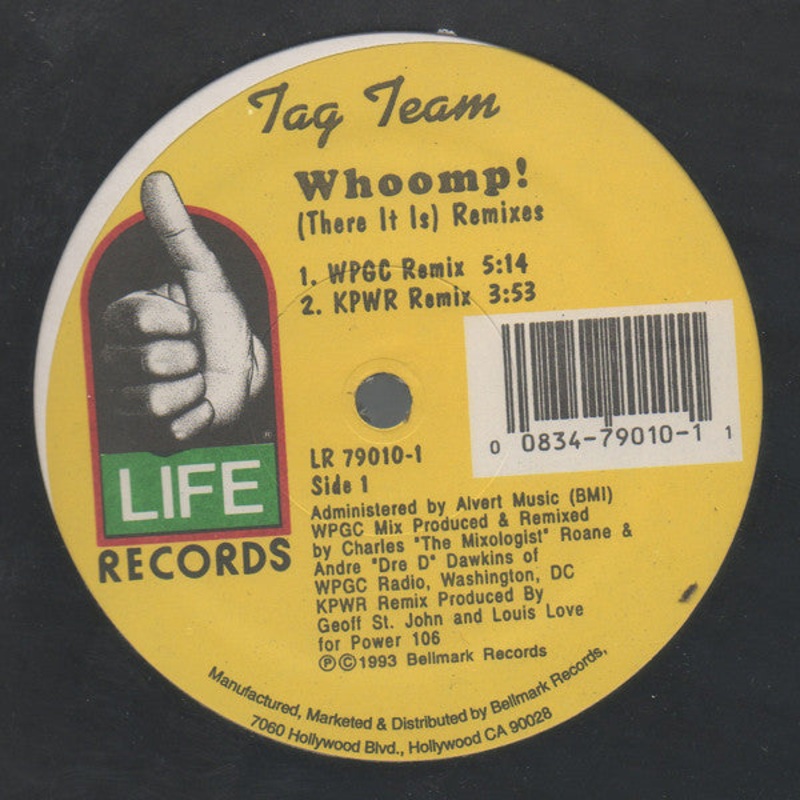 Tag Team
Whoomp!
(There It Is) Remixes
1. WPGC Remix 5:14
2. KPWR Remix 3:53
0 0834-79010-1 1
LR 79010-1
Side 1
Administered by Alvert Music (BMI)
WPGC Mix Produced & Remixed
by Charles "The Mixologist" Roane &
Andre "Dre D" Dawkins of
WPGC Radio, Washington, DC
KPWR Remix Produced By
Geoff St. John and Louis Love
for Power 106
Ⓟ©1993 Bellmark Records
®
LIFE
RECORDS
Manufactured, Marketed & Distributed by Bellmark Records,
7060 Hollywood Blvd., Hollywood CA 90028